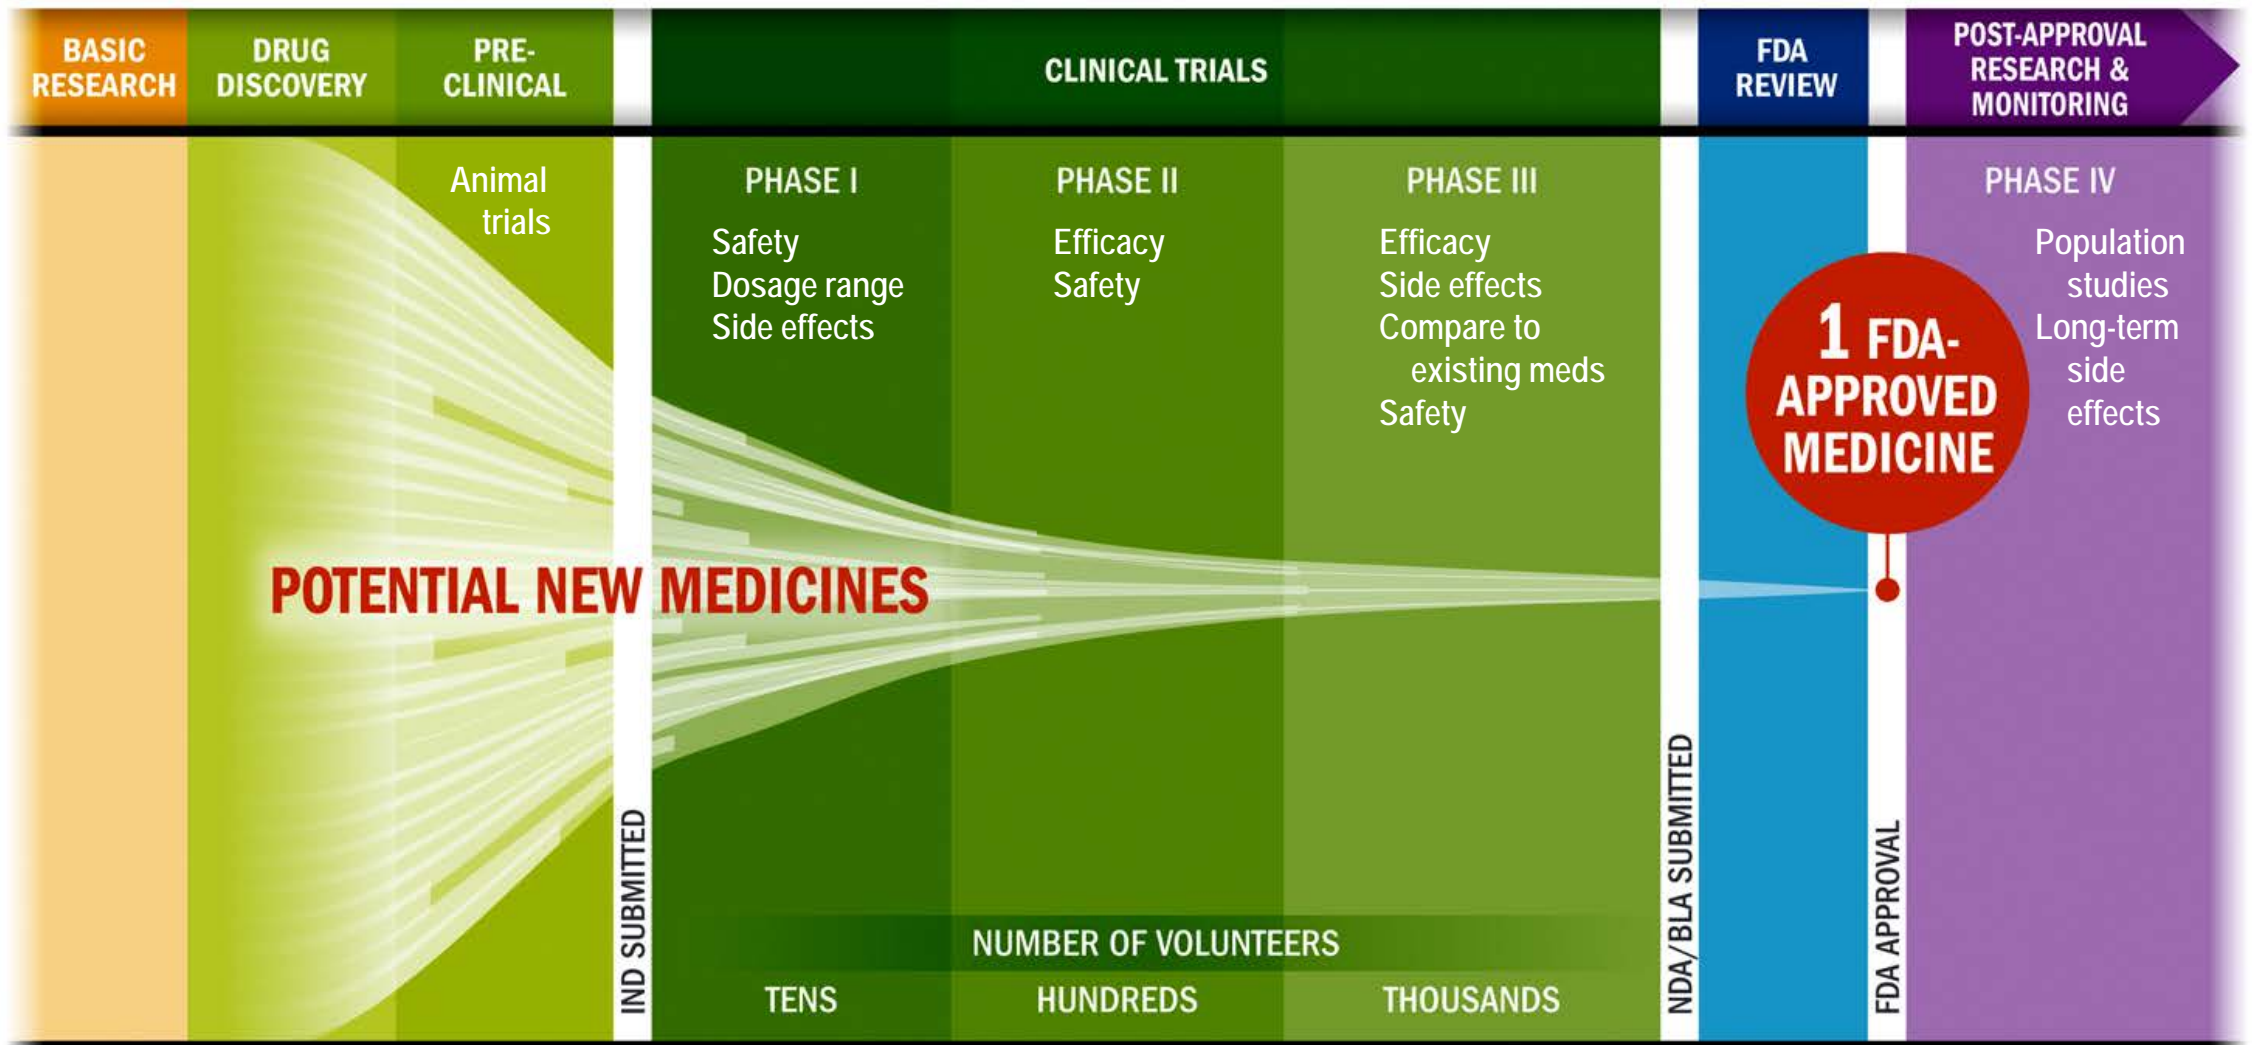 BASIC
RESEARCH
DRUG
DISCOVERY
PRE-
CLINICAL
CLINICAL TRIALS
FDA
REVIEW
POST-APPROVAL
RESEARCH &
MONITORING
Animal
trials
PHASE I
Safety
Dosage range
Side effects
PHASE II
Efficacy
Safety
PHASE III
Efficacy
Side effects
Compare to
existing meds
Safety
1 FDA-
APPROVED
MEDICINE
PHASE IV
Population
studies
Long-term
side
effects
POTENTIAL NEW MEDICINES
IND SUBMITTED
NUMBER OF VOLUNTEERS
TENS
HUNDREDS
THOUSANDS
NDA/BLA SUBMITTED
FDA APPROVAL